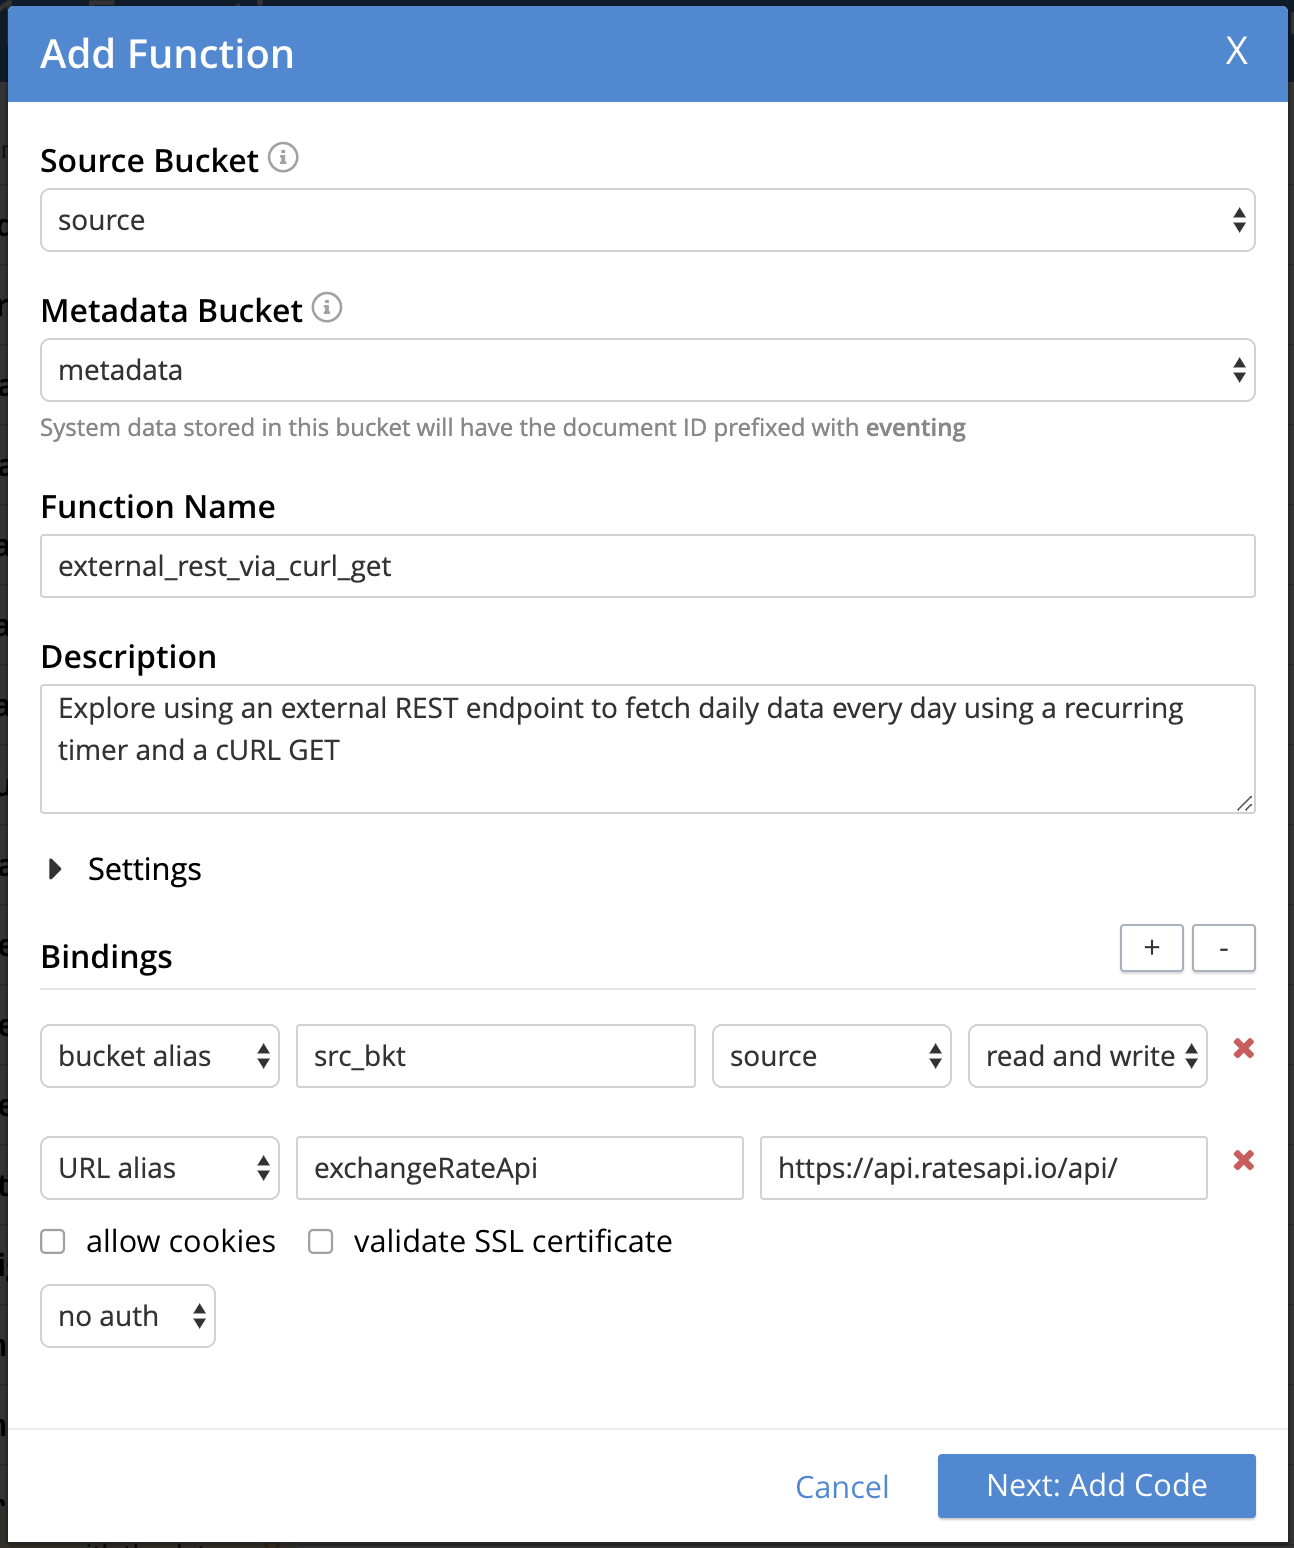 Add Function
X
Source Bucket
source
Metadata Bucket
metadata
System data stored in this bucket will have the document ID prefixed with eventing
Function Name
external_rest_via_curl_get
Description
Explore using an external REST endpoint to fetch daily data every day using a recurring
timer and a cURL GET
Settings
Bindings
+ -
bucket alias src_bkt source read and write
URL alias exchangeRateApi https://api.ratesapi.io/api/
allow cookies validate SSL certificate
no auth
Cancel Next: Add Code